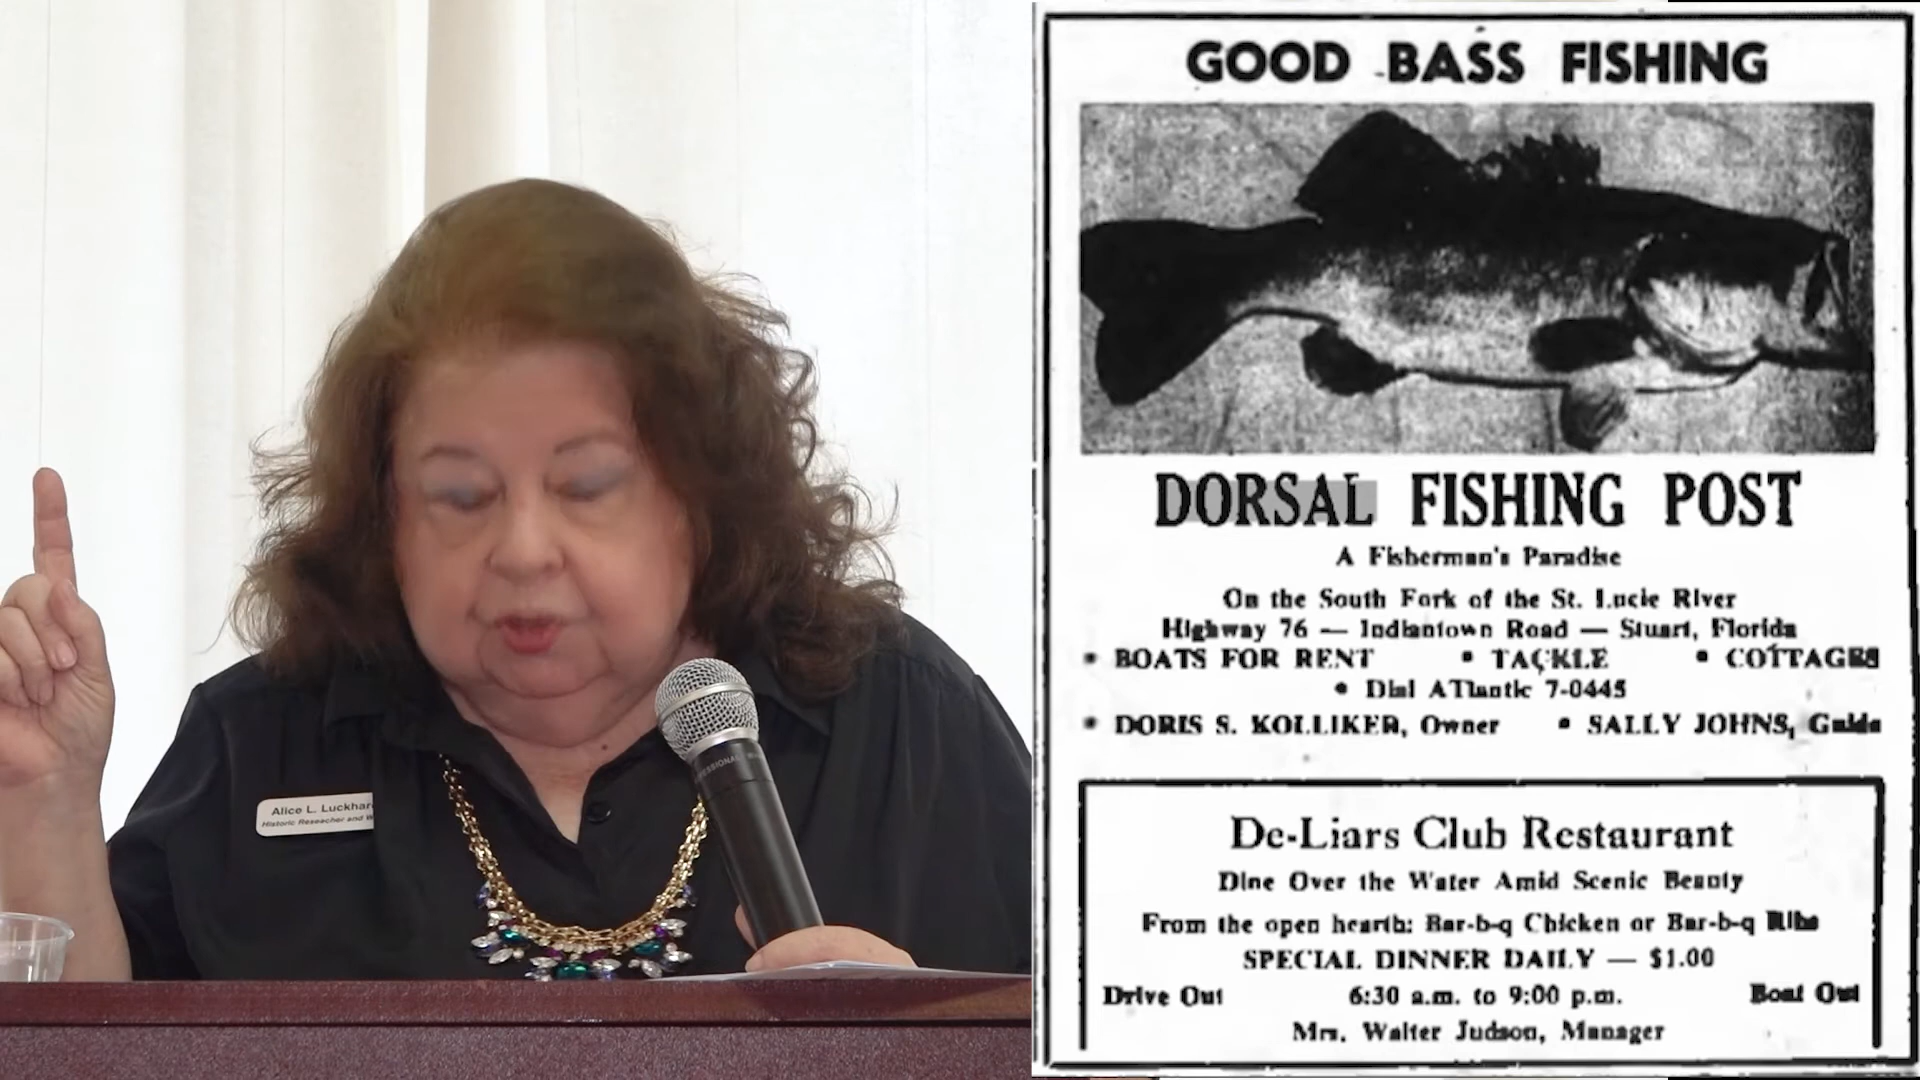 Alice L. Luckhar
Historic Reseacher and W
GOOD BASS FISHING
DORSAL FISHING POST
A Fisherman's Paradise
On the South Fork of the St. Lucie River
Highway 76 — Indiantown Road — Stuart, Florida
• BOATS FOR RENT • TACKLE • COTTAGES
• Dial ATlantic 7-0445
• DORIS S. KOLLIKER, Owner • SALLY JOHNS, Guide
De-Liars Club Restaurant
Dine Over the Water Amid Scenic Beauty
From the open hearth: Bar-b-q Chicken or Bar-b-q Ribs
SPECIAL DINNER DAILY — $1.00
Drive Out 6:30 a.m. to 9:00 p.m. Boat Out
Mrs. Walter Judson, Manager